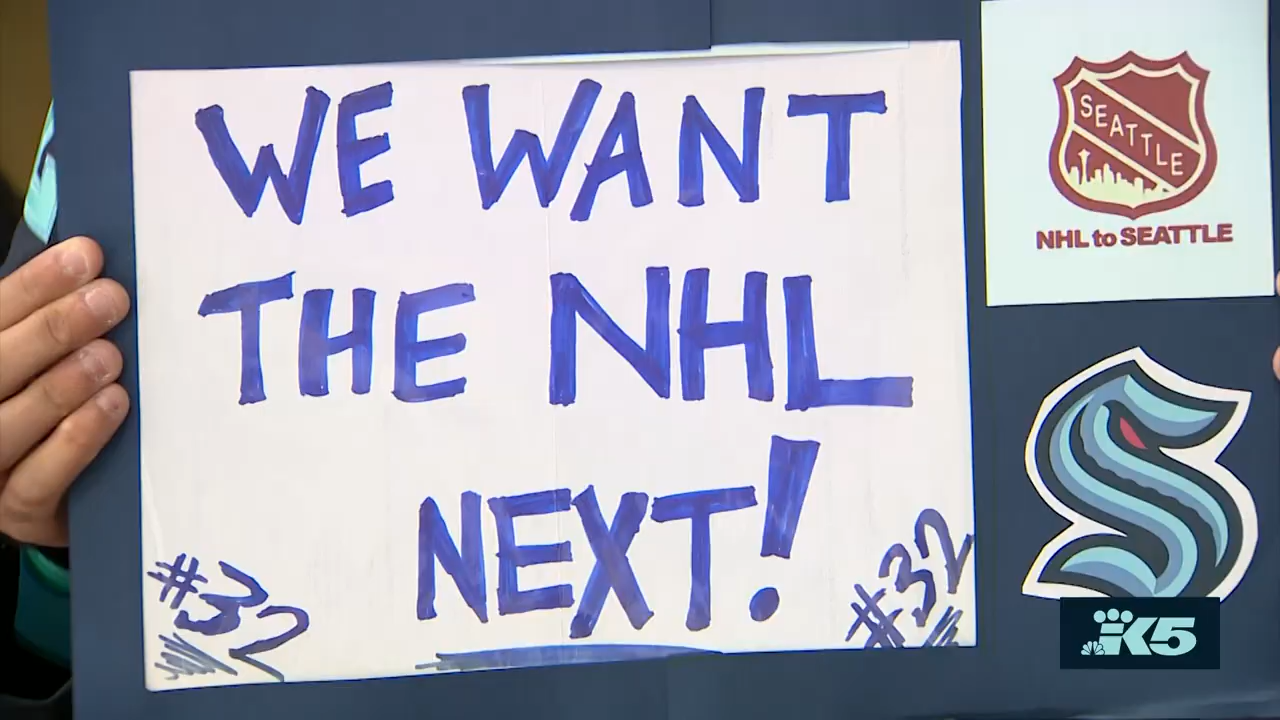 WE WANT
THE NHL
NEXT!
#32
#32
SEATTLE
NHL to SEATTLE
K5